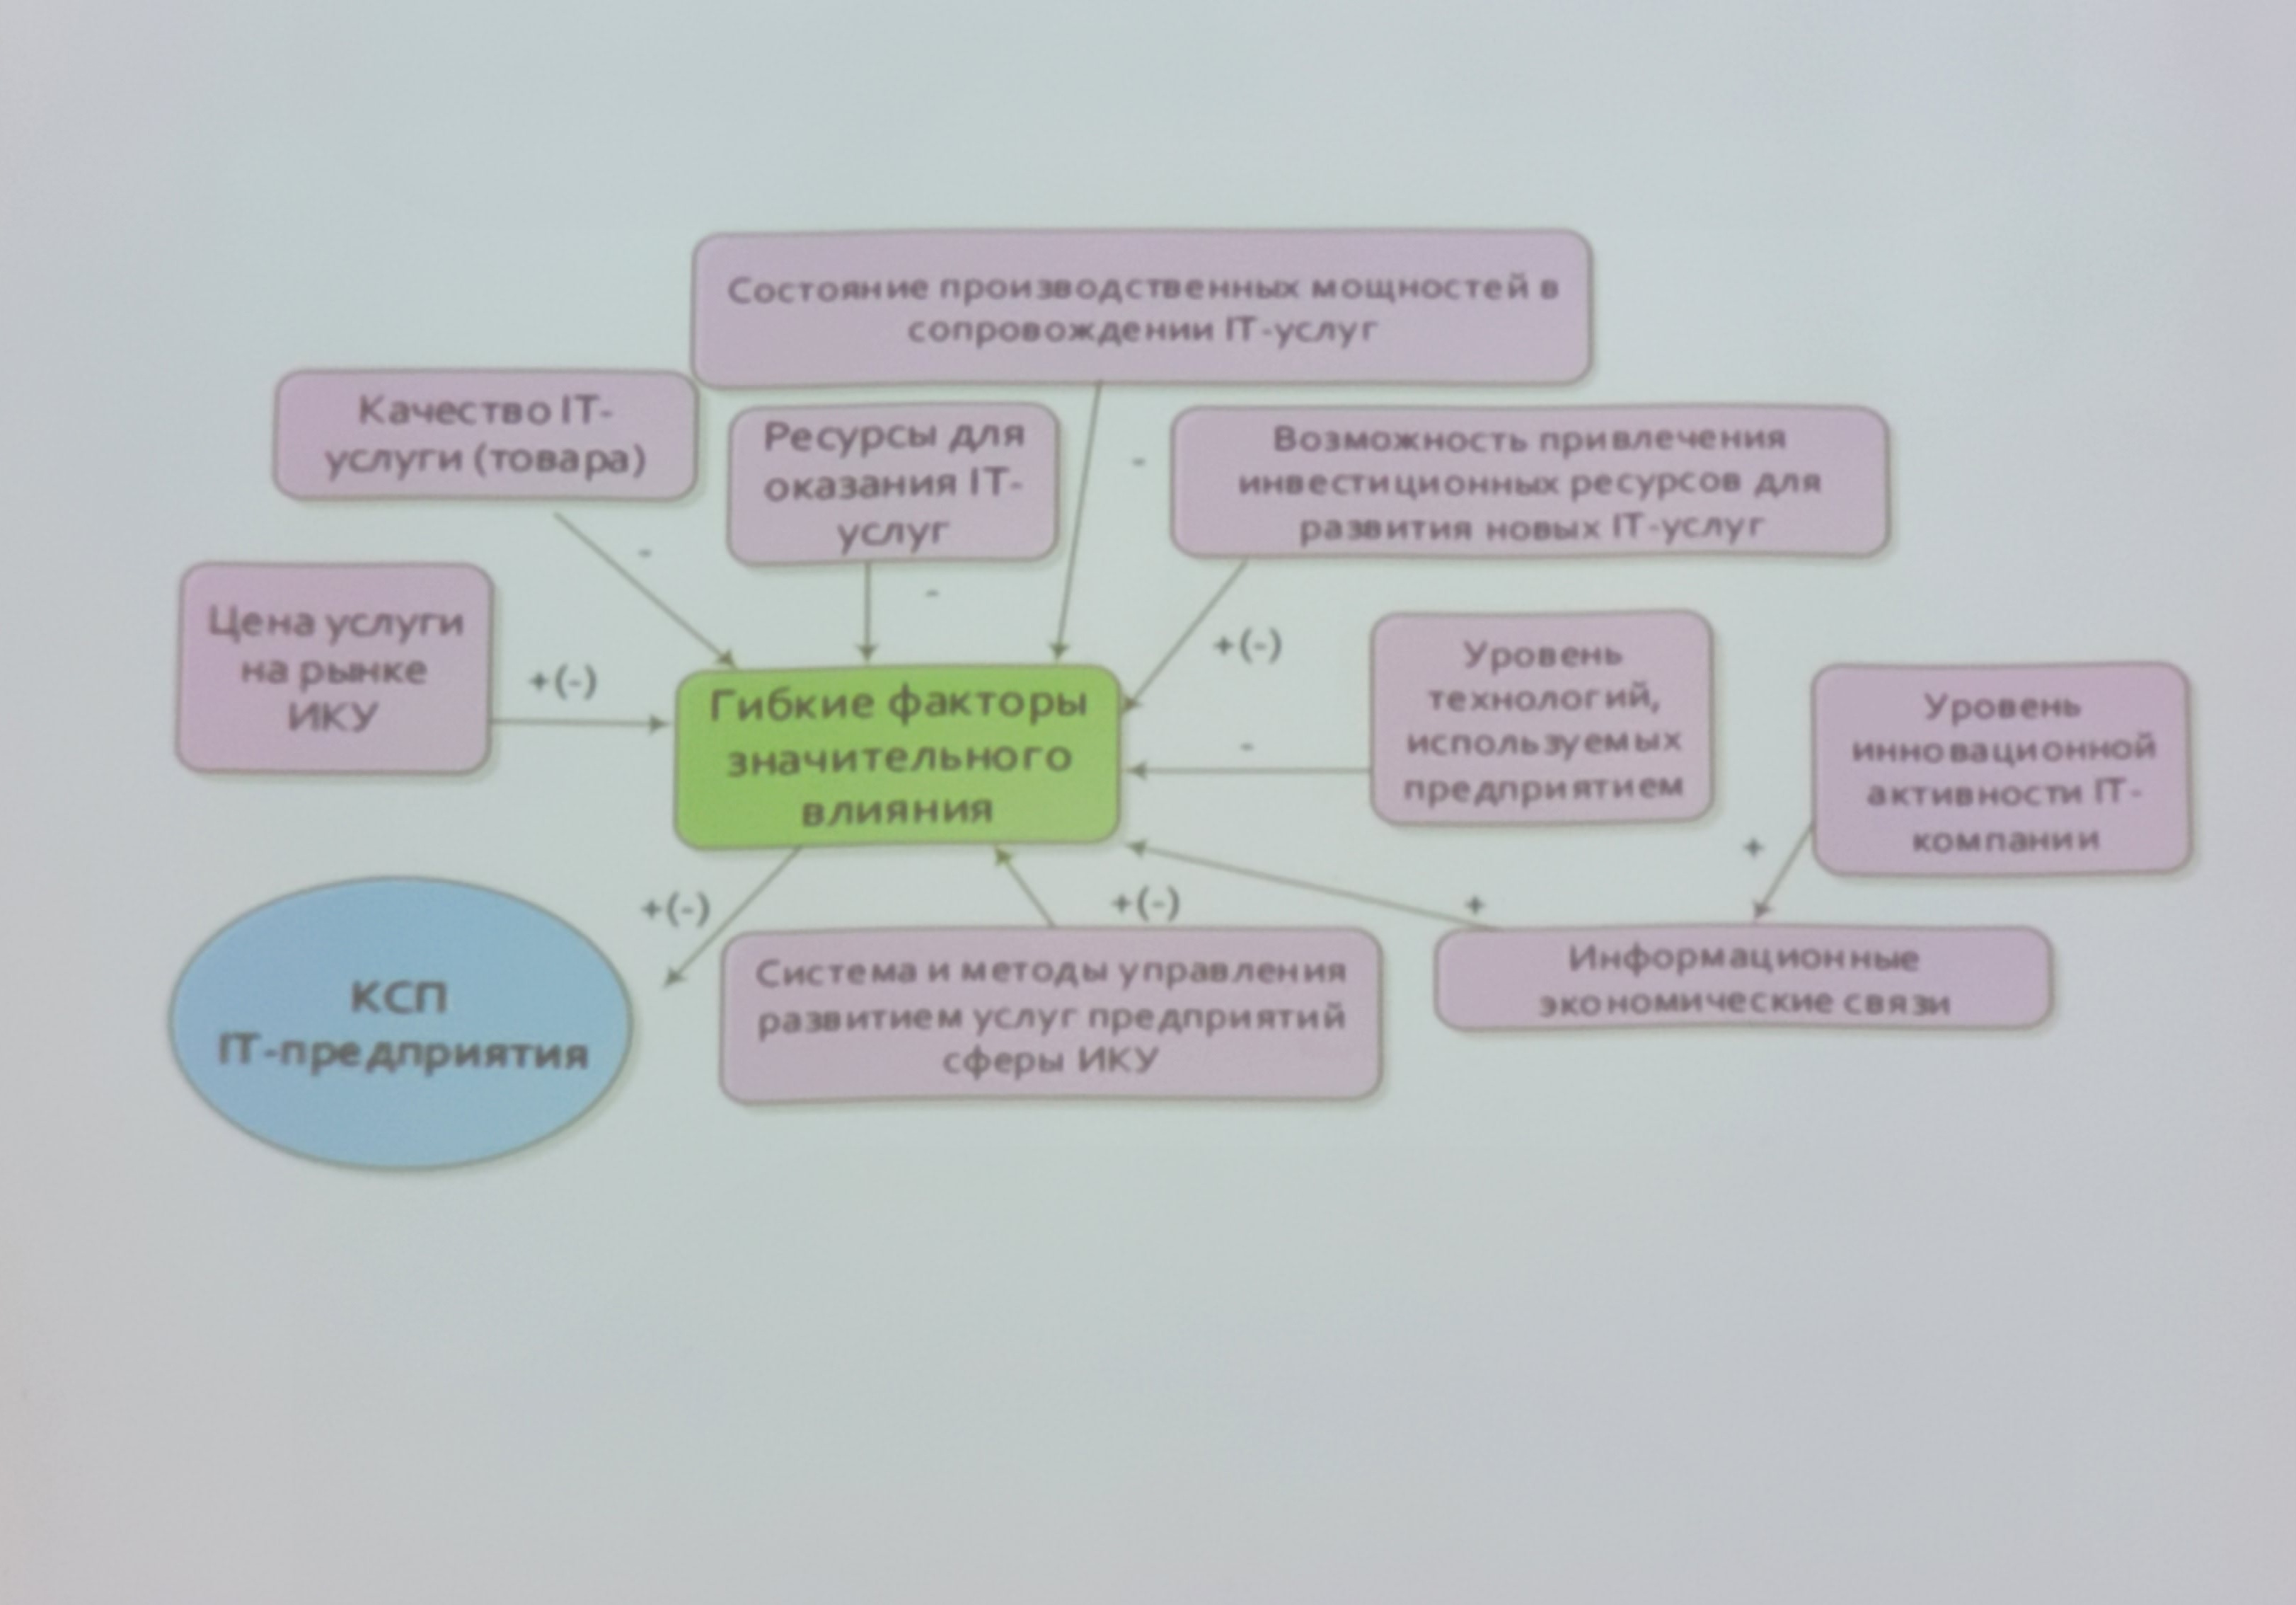 Состояние производственных мощностей в
сопровождении IT-услуг
Качество IT-
услуги (товара)
Ресурсы для
оказания IT-
услуг
-
Возможность привлечения
инвестиционных ресурсов для
развития новых IT-услуг
-
-
Цена услуги
на рынке
ИКУ
+(-)
+(-)
Уровень
технологий,
используемых
предприятием
Уровень
инновационной
активности IT-
компании
Гибкие факторы
значительного
влияния
-
+
+(-)
+(-)
+
КСП
IT-предприятия
Система и методы управления
развитием услуг предприятий
сферы ИКУ
Информационные
экономические связи